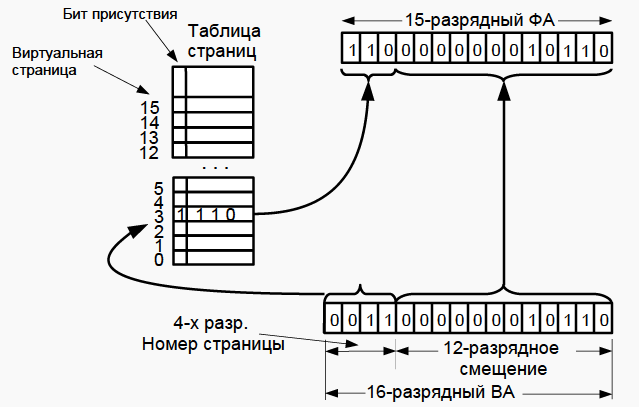 Бит присутствия
Таблица
страниц
Виртуальная
страница
15-разрядный ФА
1 1 0 0 0 0 0 0 0 0 1 0 1 1 0
15
14
13
12
. . .
5
4
3 1 1 1 0
2
1
0
0 0 1 1 0 0 0 0 0 0 0 1 0 1 1 0
4-х разр.
Номер страницы
12-разрядное
смещение
16-разрядный ВА